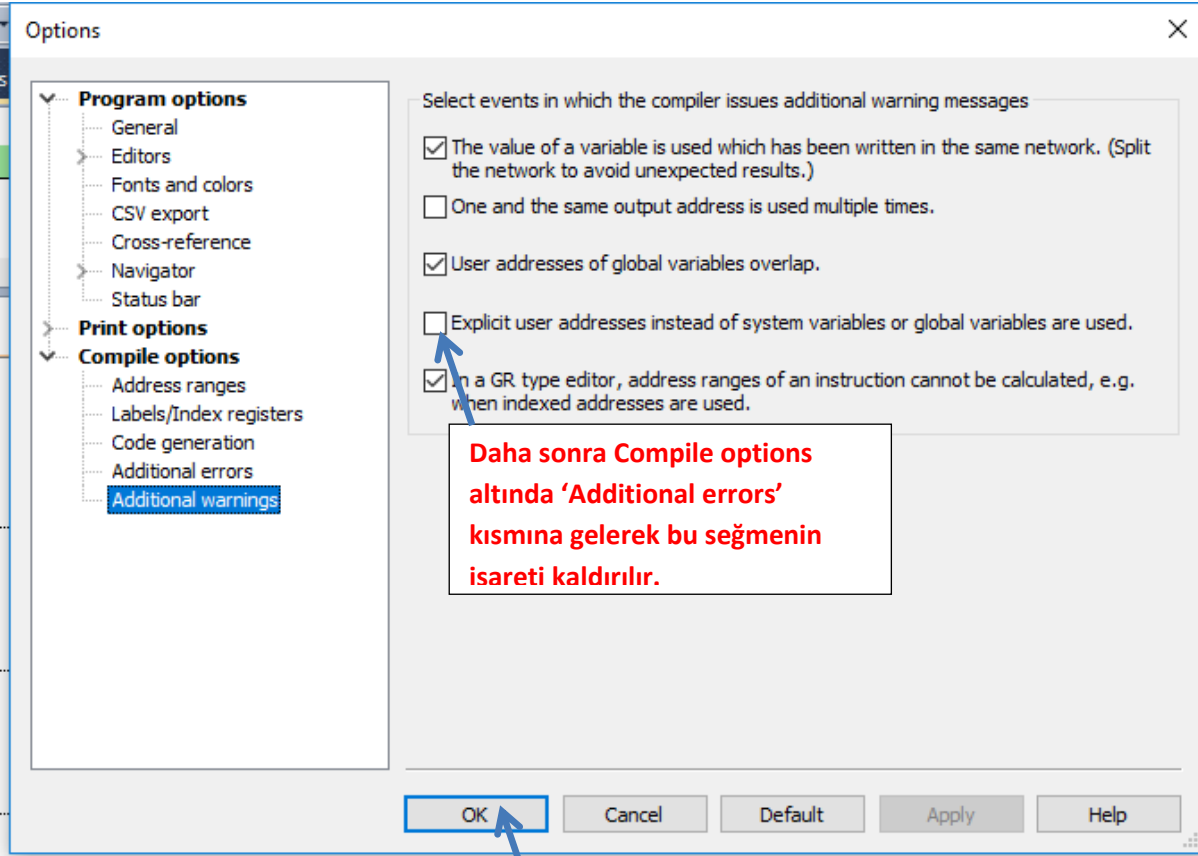 Options
Program options
General
Editors
Fonts and colors
CSV export
Cross-reference
Navigator
Status bar
Print options
Compile options
Address ranges
Labels/Index registers
Code generation
Additional errors
Additional warnings
Select events in which the compiler issues additional warning messages
The value of a variable is used which has been written in the same network. (Split
the network to avoid unexpected results.)
One and the same output address is used multiple times.
User addresses of global variables overlap.
Explicit user addresses instead of system variables or global variables are used.
In a GR type editor, address ranges of an instruction cannot be calculated, e.g.
when indexed addresses are used.
Daha sonra Compile options
altında ‘Additional errors’
kısmına gelerek bu seğmenin
işareti kaldırılır.
OK
Cancel
Default
Apply
Help